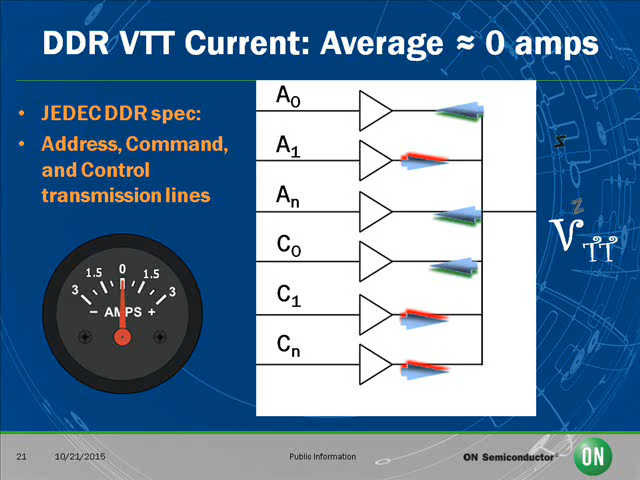 DDR VTT Current: Average ≈ 0 amps
• JEDEC DDR spec:
• Address, Command,
and Control
transmission lines
A0
A1
An
C0
C1
Cn
z
z
VTT
3 1.5 0 1.5 3
– AMPS +
21 10/21/2015 Public Information ON Semiconductor® ON